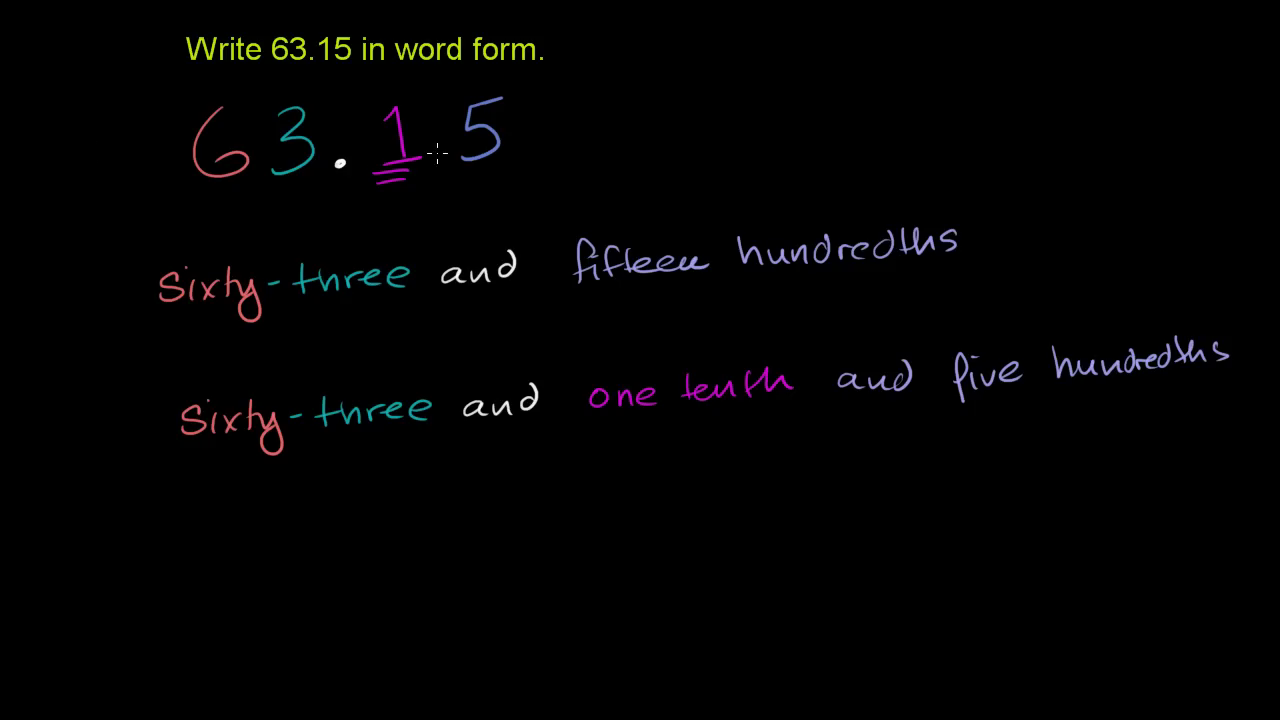 Write 63.15 in word form.
63.15
Sixty-three and fifteen hundredths
Sixty-three and one tenth and five hundredths